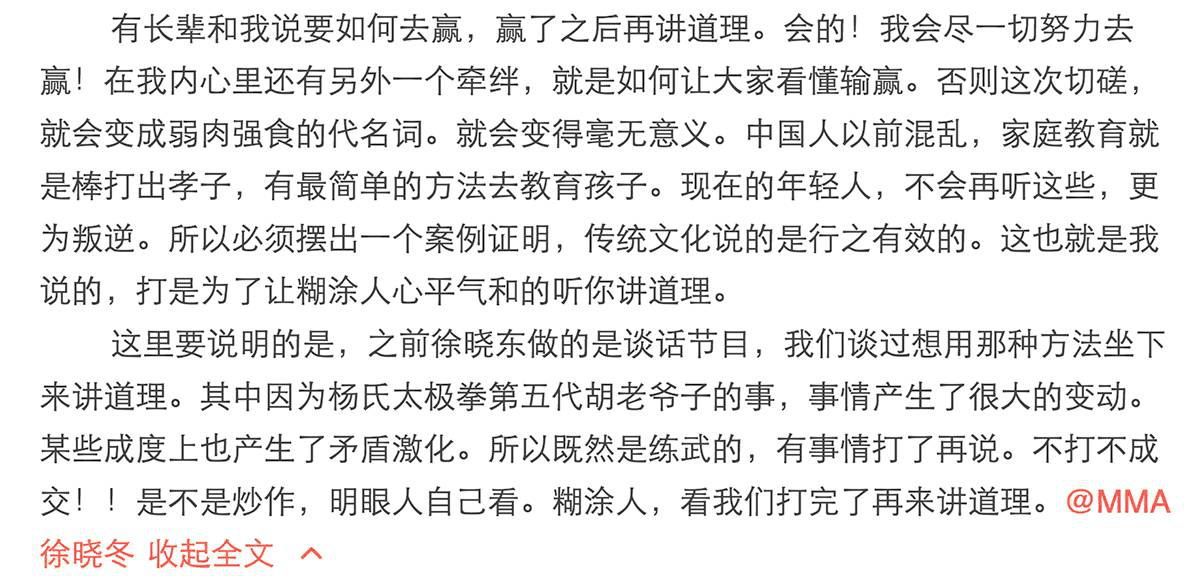 有长辈和我说要如何去赢，赢了之后再讲道理。会的！我会尽一切努力去
赢！在我内心里还有另外一个牵绊，就是如何让大家看懂输赢。否则这次切磋，
就会变成弱肉强食的代名词。就会变得毫无意义。中国人以前混乱，家庭教育就
是棒打出孝子，有最简单的方法去教育孩子。现在的年轻人，不会再听这些，更
为叛逆。所以必须摆出一个案例证明，传统文化说的是行之有效的。这也就是我
说的，打是为了让糊涂人心平气和的听你讲道理。
这里要说明的是，之前徐晓东做的是谈话节目，我们谈过想用那种方法坐下
来讲道理。其中因为杨氏太极拳第五代胡老爷子的事，事情产生了很大的变动。
某些成度上也产生了矛盾激化。所以既然是练武的，有事情打了再说。不打不成
交！！是不是炒作，明眼人自己看。糊涂人，看我们打完了再来讲道理。@MMA
徐晓冬 收起全文 ︿